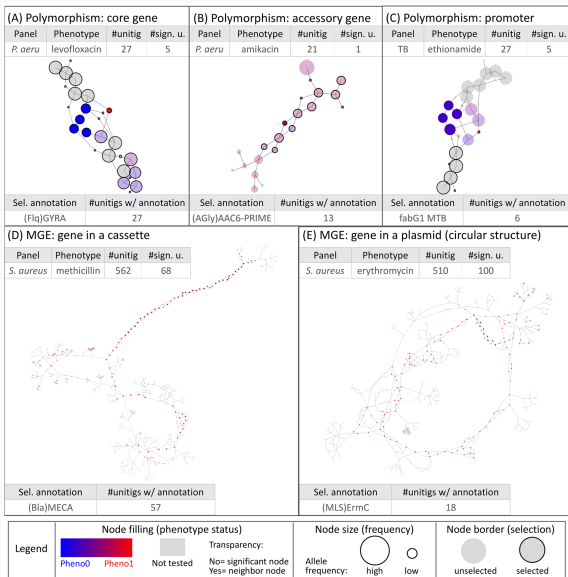 (A) Polymorphism: core gene
Panel Phenotype #unitig #sign. u.
P. aeru levofloxacin 27 5
Sel. annotation #unitigs w/ annotation
(Flq)GYRA 27
(B) Polymorphism: accessory gene
Panel Phenotype #unitig #sign. u.
P. aeru amikacin 21 1
Sel. annotation #unitigs w/ annotation
(AGly)AAC6-PRIME 13
(C) Polymorphism: promoter
Panel Phenotype #unitig #sign. u.
TB ethionamide 27 5
Sel. annotation #unitigs w/ annotation
fabG1 MTB 6
(D) MGE: gene in a cassette
Panel Phenotype #unitig #sign. u.
S. aureus methicillin 562 68
Sel. annotation #unitigs w/ annotation
(Bla)MECA 57
(E) MGE: gene in a plasmid (circular structure)
Panel Phenotype #unitig #sign. u.
S. aureus erythromycin 510 100
Sel. annotation #unitigs w/ annotation
(MLS)ErmC 18
Legend
Node filling (phenotype status)
Pheno0 Pheno1
Not tested
Transparency:
No= significant node
Yes= neighbor node
Node size (frequency)
Allele
frequency:
high low
Node border (selection)
unselected selected